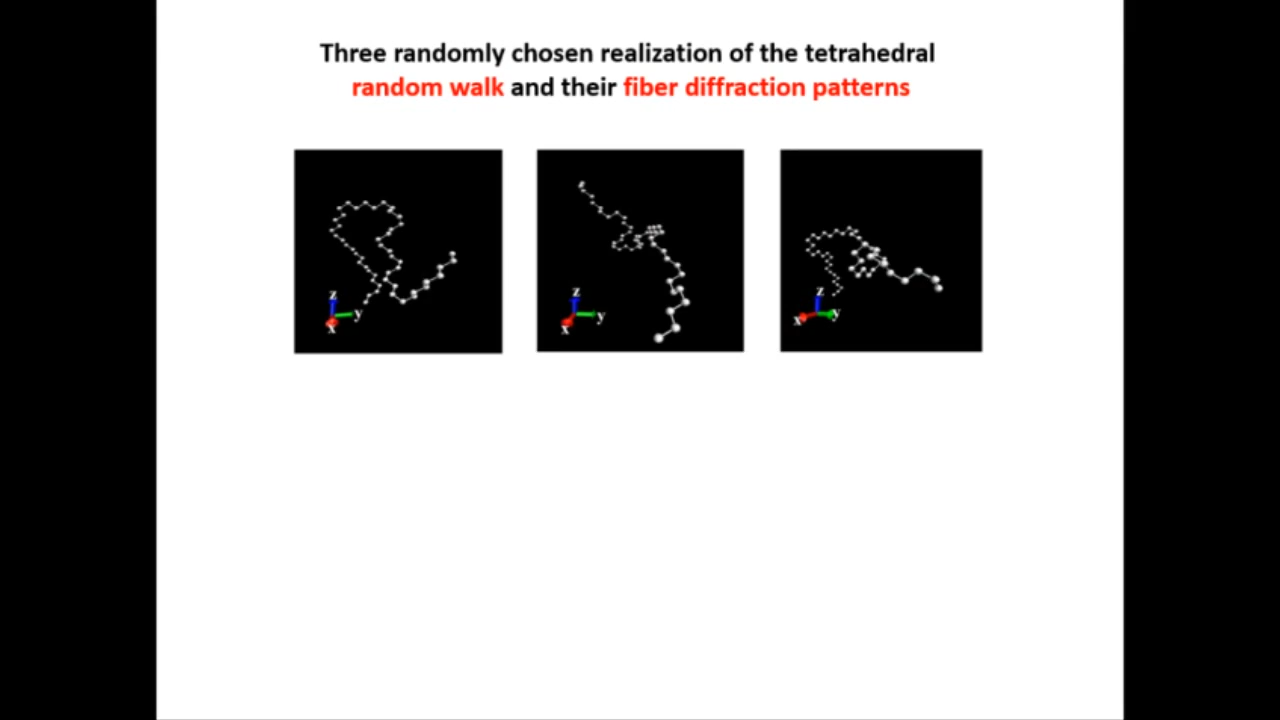 Three randomly chosen realization of the tetrahedral
random walk and their fiber diffraction patterns
z
y
x
z
y
x
z
x
y